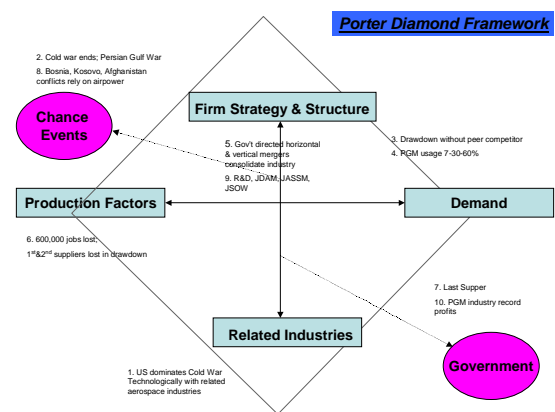 Porter Diamond Framework
2. Cold war ends; Persian Gulf War
8. Bosnia, Kosovo, Afghanistan
conflicts rely on airpower
Chance
Events
Firm Strategy & Structure
5. Gov't directed horizontal
& vertical mergers
consolidate industry
9. R&D, JDAM, JASSM,
JSOW
3. Drawdown without peer competitor
4. PGM usage 7-30-60%
Production Factors
Demand
6. 600,000 jobs lost;
1st&2nd suppliers lost in drawdown
7. Last Supper
10. PGM industry record
profits
Related Industries
Government
1. US dominates Cold War
Technologically with related
aerospace industries